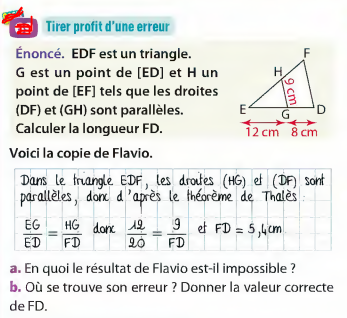 Tirer profit d'une erreur
Énoncé. EDF est un triangle.
G est un point de [ED] et H un
point de [EF] tels que les droites
(DF) et (GH) sont parallèles.
Calculer la longueur FD.
F
H
9 cm
E
G
D
12 cm 8 cm
Voici la copie de Flavio.
Dans le triangle EDF, les droites (HG) et (DF) sont
parallèles, donc d'après le théorème de Thalès :
EG/ED = HG/FD donc 12/20 = 9/FD et FD = 5,4cm
a. En quoi le résultat de Flavio est-il impossible ?
b. Où se trouve son erreur ? Donner la valeur correcte
de FD.